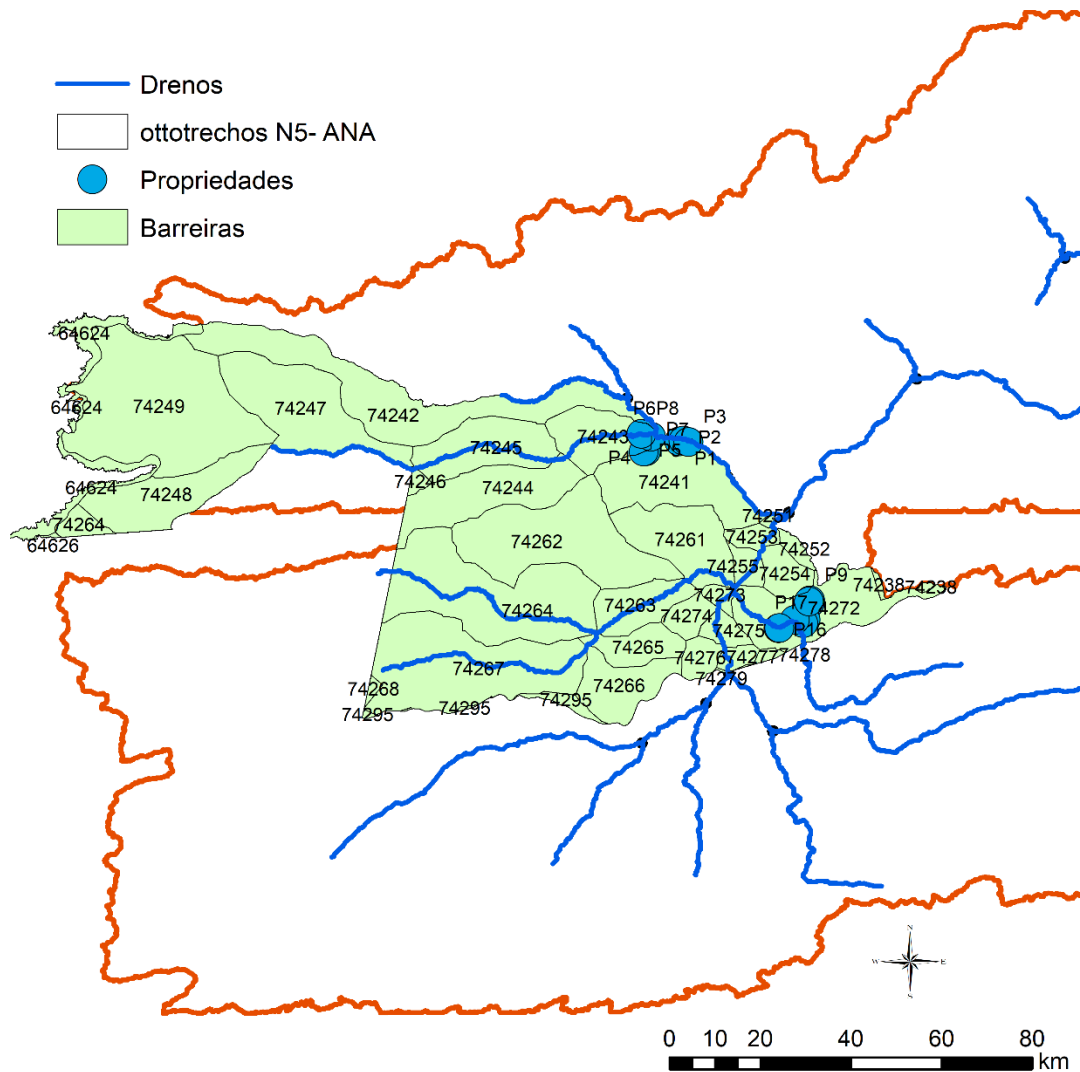 Drenos
ottotrechos N5- ANA
Propriedades
Barreiras
64624
64624
74249
74247
74242
P6P8
P3
P7
P2
74243
74245
P4
P5
P1
64624
74248
74246
74244
74241
74264
64626
74251
74253
74252
74262
74261
74255
74254
P9
74238
74238
74273
P17
74272
74264
74263
74274
74275
P16
74265
74276
74277
74278
74267
74279
74268
74266
74295
74295
74295
N
W
E
S
0 10 20 40 60 80
km